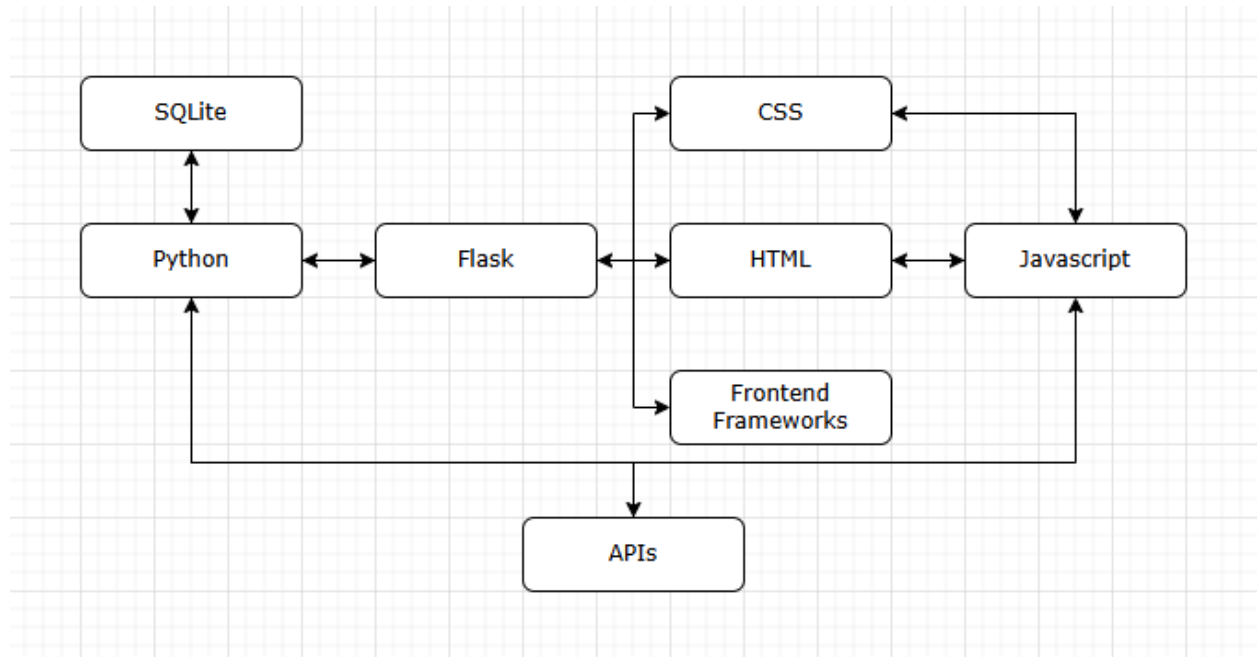 SQLite
CSS
Python
Flask
HTML
Javascript
Frontend
Frameworks
APIs